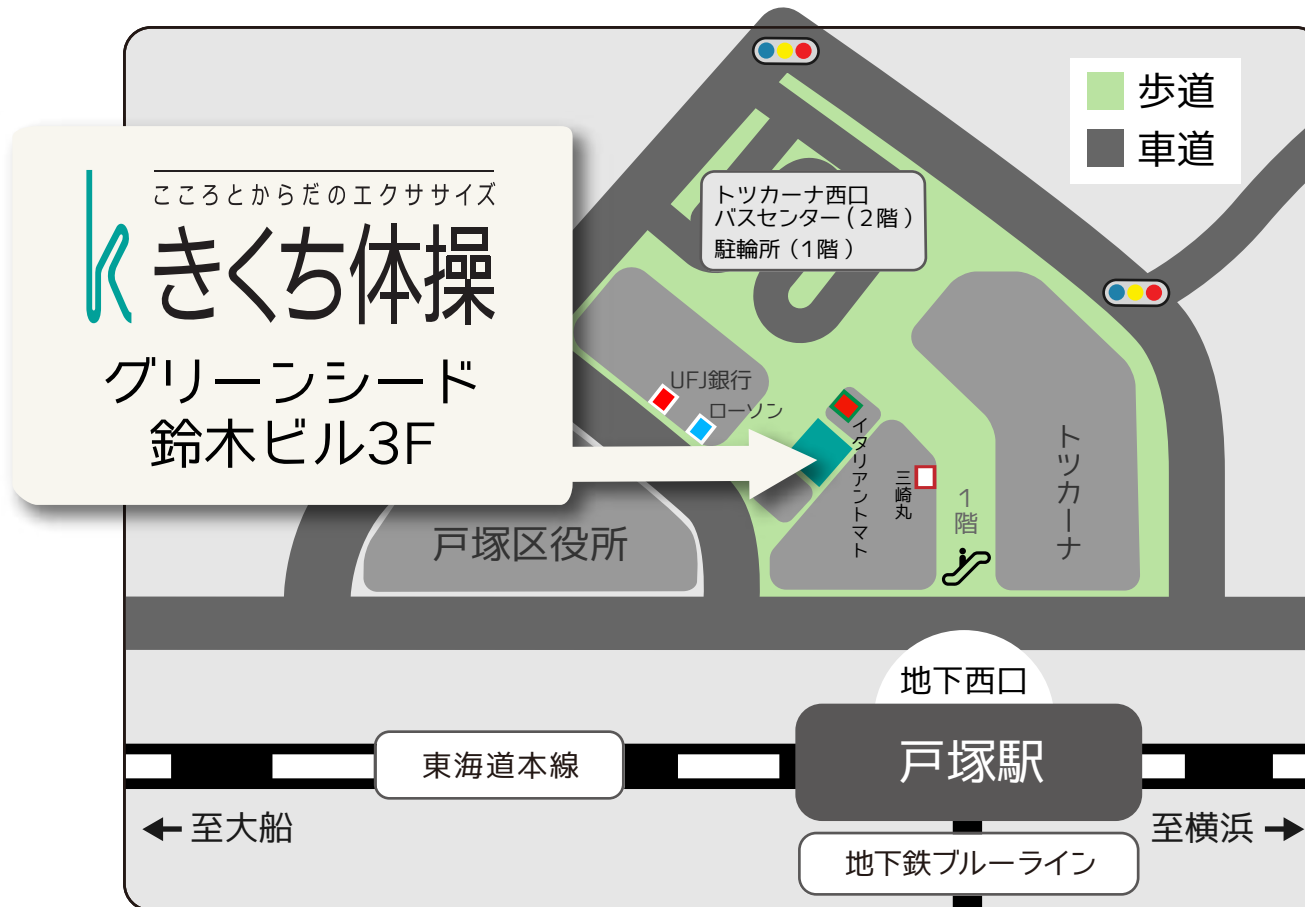 歩道
車道
こころとからだのエクササイズ
きくち体操
グリーンシード
鈴木ビル3F
トツカーナ西口
バスセンター(2階)
駐輪所(1階)
UFJ銀行
ローソン
イタリアントマト
三崎丸
1階
トツカーナ
戸塚区役所
地下西口
戸塚駅
東海道本線
至大船
至横浜
地下鉄ブルーライン